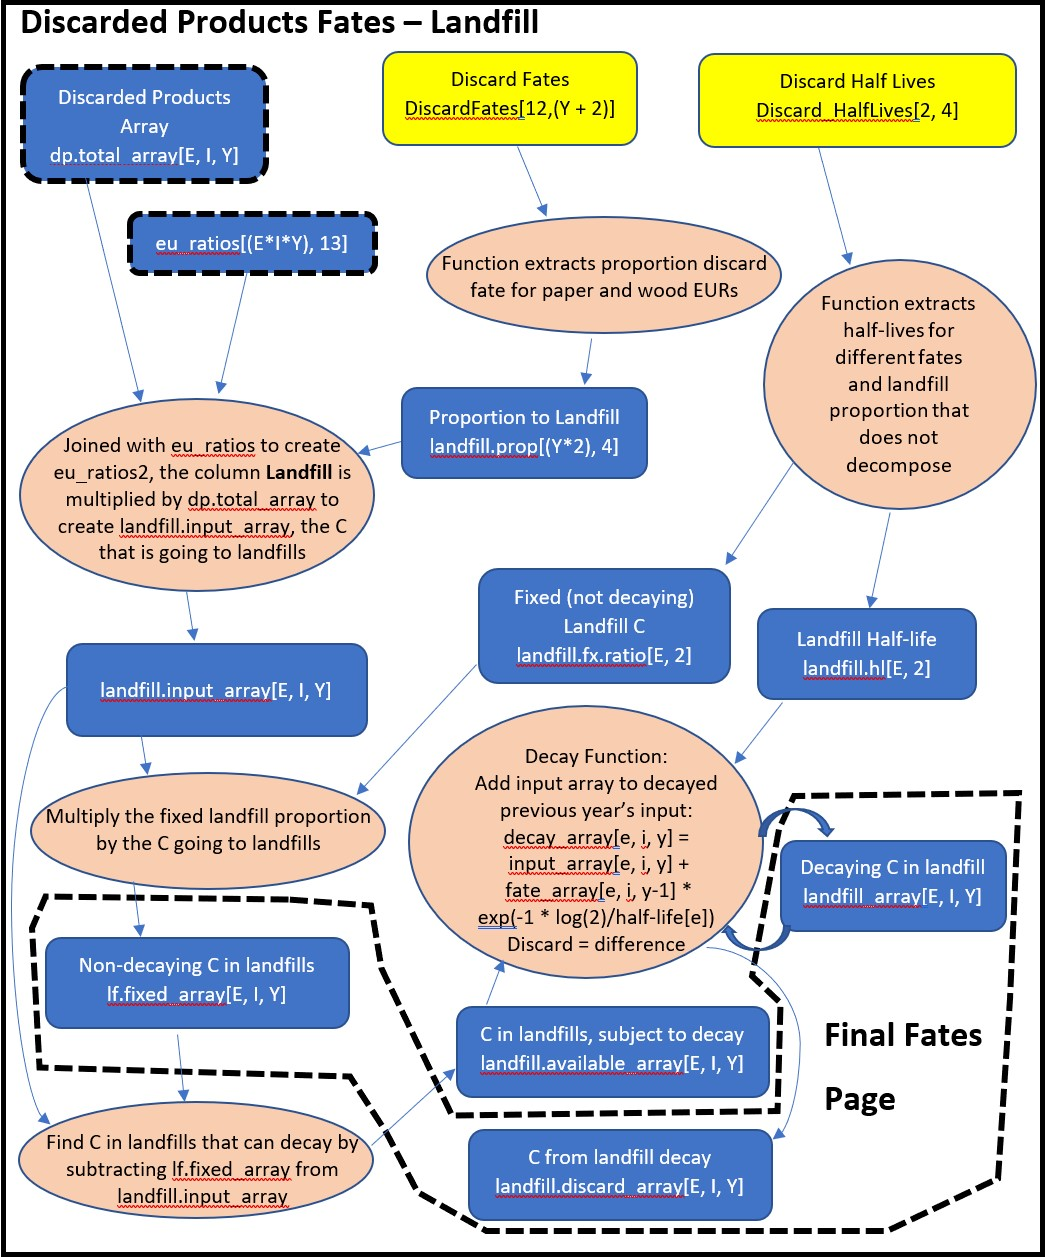 Discarded Products Fates – Landfill
Discarded Products
Array
dp.total_array[E, I, Y]
Discard Fates
DiscardFates[12,(Y + 2)]
Discard Half Lives
Discard_HalfLives[2, 4]
eu_ratios[(E*I*Y), 13]
Function extracts proportion discard
fate for paper and wood EURs
Function extracts
half-lives for
different fates
and landfill
proportion that
does not
decompose
Proportion to Landfill
landfill.prop[(Y*2), 4]
Joined with eu_ratios to create
eu_ratios2, the column Landfill is
multiplied by dp.total_array to
create landfill.input_array, the C
that is going to landfills
Fixed (not decaying)
Landfill C
landfill.fx.ratio[E, 2]
Landfill Half-life
landfill.hl[E, 2]
landfill.input_array[E, I, Y]
Decay Function:
Add input array to decayed
previous year’s input:
decay_array[e, i, y] =
input_array[e, i, y] +
fate_array[e, i, y-1] *
exp(-1 * log(2)/half-life[e])
Discard = difference
Multiply the fixed landfill proportion
by the C going to landfills
Decaying C in landfill
landfill_array[E, I, Y]
Non-decaying C in landfills
lf.fixed_array[E, I, Y]
C in landfills, subject to decay
landfill.available_array[E, I, Y]
Final Fates
Page
Find C in landfills that can decay by
subtracting lf.fixed_array from
landfill.input_array
C from landfill decay
landfill.discard_array[E, I, Y]